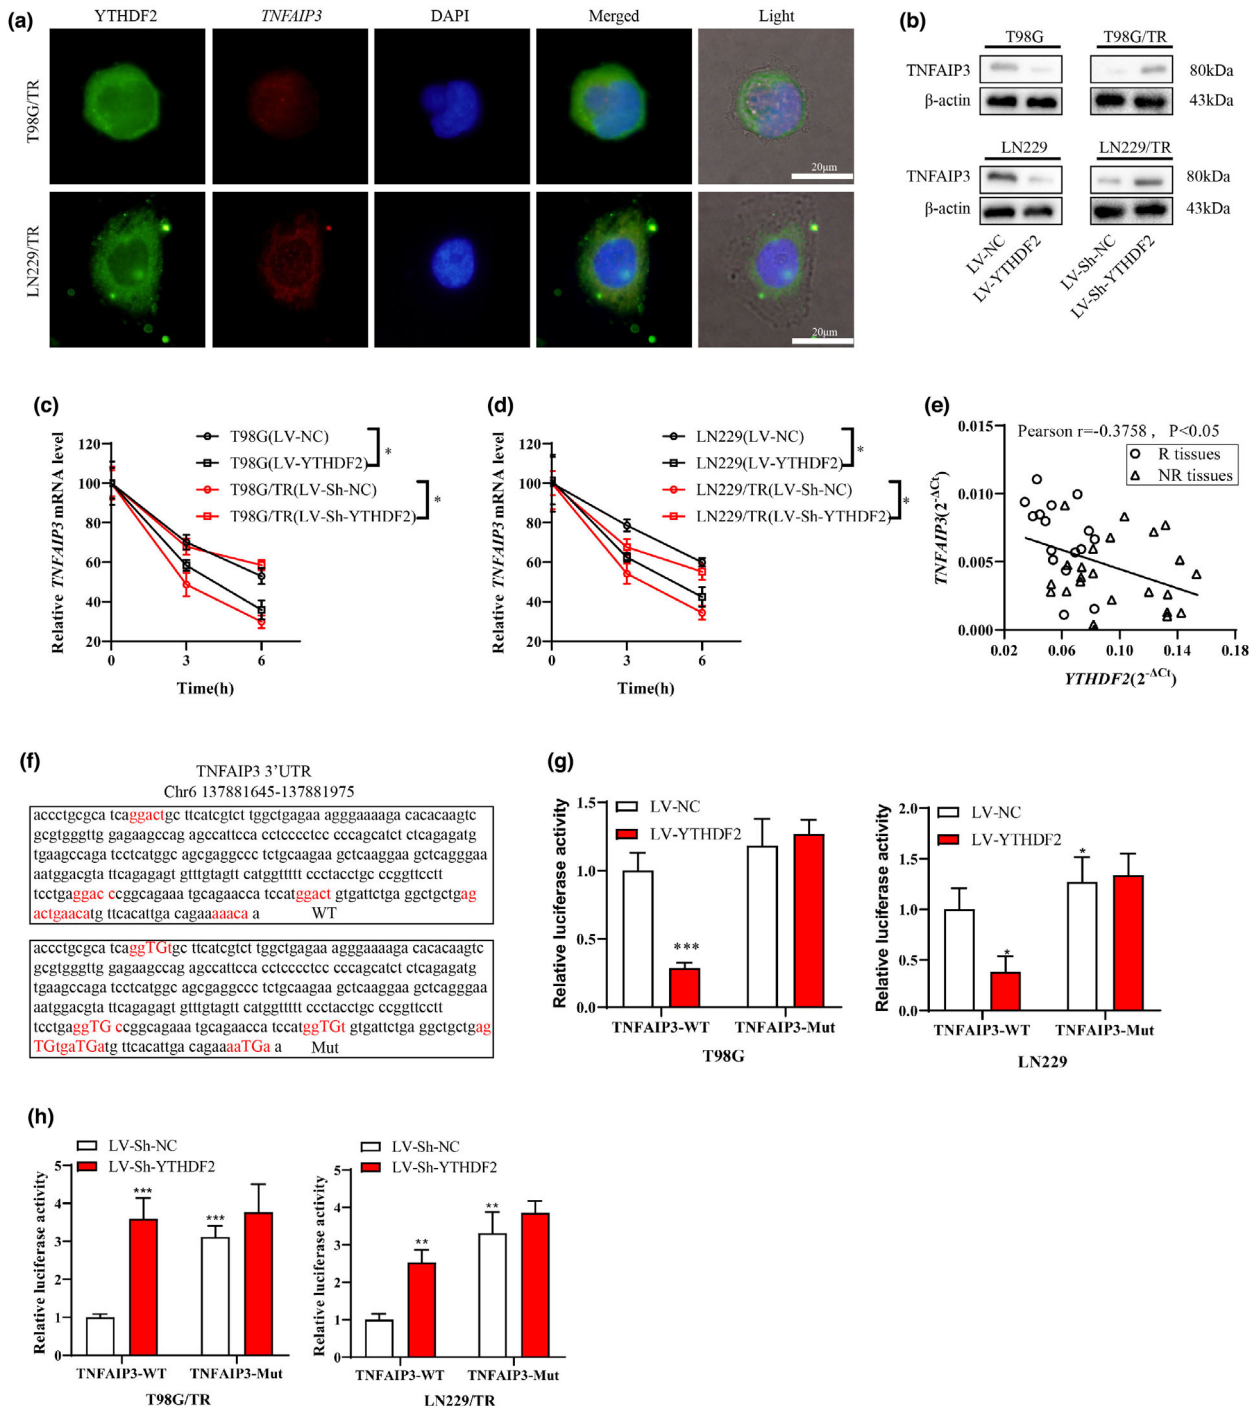 (a)
YTHDF2 TNFAIP3 DAPI Merged Light
T98G/TR
20μm
LN229/TR
20μm
(b)
T98G T98G/TR
TNFAIP3 80kDa
β-actin 43kDa
LN229 LN229/TR
TNFAIP3 80kDa
β-actin 43kDa
LV-NC LV-YTHDF2 LV-Sh-NC LV-Sh-YTHDF2
(c)
Relative TNFAIP3 mRNA level
120
100
80
60
40
20
0 3 6
Time(h)
T98G(LV-NC)
T98G(LV-YTHDF2)
T98G/TR(LV-Sh-NC)
T98G/TR(LV-Sh-YTHDF2)
*
*
(d)
Relative TNFAIP3 mRNA level
120
100
80
60
40
20
0 3 6
Time(h)
LN229(LV-NC)
LN229(LV-YTHDF2)
LN229/TR(LV-Sh-NC)
LN229/TR(LV-Sh-YTHDF2)
*
*
(e)
Pearson r=-0.3758 , P<0.05
R tissues
NR tissues
TNFAIP3(2-ΔCt)
0.015
0.010
0.005
0.000
0.02 0.06 0.10 0.14 0.18
YTHDF2(2-ΔCt)
(f)
TNFAIP3 3’UTR
Chr6 137881645-137881975
accctgcgca tcaggactgc ttcatcgtct tggctgagaa aagggaaaaga cacacaagtc
gcgtgggttg gagaagccag agccattcca cctcccctcc cccagcatct ctcagagatg
tgaagccaga tcctcatggc agcgaggccc tctgcaagaa gctcaaggaa gctcagggaa
aatggacgta ttcagagagt gtttgtagtt catggttttt ccctacctgc ccggttcctt
tcctgaggac cccggcagaaa tgcagaacca tccatggact gtgattctga ggctgctgag
actgaacatg ttcacattga cagaaaaaca a WT
accctgcgca tcaggTGtgc ttcatcgtct tggctgagaa aagggaaaaga cacacaagtc
gcgtgggttg gagaagccag agccattcca cctcccctcc cccagcatct ctcagagatg
tgaagccaga tcctcatggc agcgaggccc tctgcaagaa gctcaaggaa gctcagggaa
aatggacgta ttcagagagt gtttgtagtt catggttttt ccctacctgc ccggttcctt
tcctgaggTG cccggcagaaa tgcagaacca tccatggTGt gtgattctga ggctgctgag
TGtgaTGatg ttcacattga cagaaaaTGa a Mut
(g)
Relative luciferase activity
LV-NC
LV-YTHDF2
1.5
1.0
0.5
0.0
***
TNFAIP3-WT TNFAIP3-Mut
T98G
Relative luciferase activity
LV-NC
LV-YTHDF2
2.0
1.5
1.0
0.5
0.0
*
*
TNFAIP3-WT TNFAIP3-Mut
LN229
(h)
Relative luciferase activity
LV-Sh-NC
LV-Sh-YTHDF2
5
4
3
2
1
0
***
***
TNFAIP3-WT TNFAIP3-Mut
T98G/TR
Relative luciferase activity
LV-Sh-NC
LV-Sh-YTHDF2
5
4
3
2
1
0
**
**
TNFAIP3-WT TNFAIP3-Mut
LN229/TR